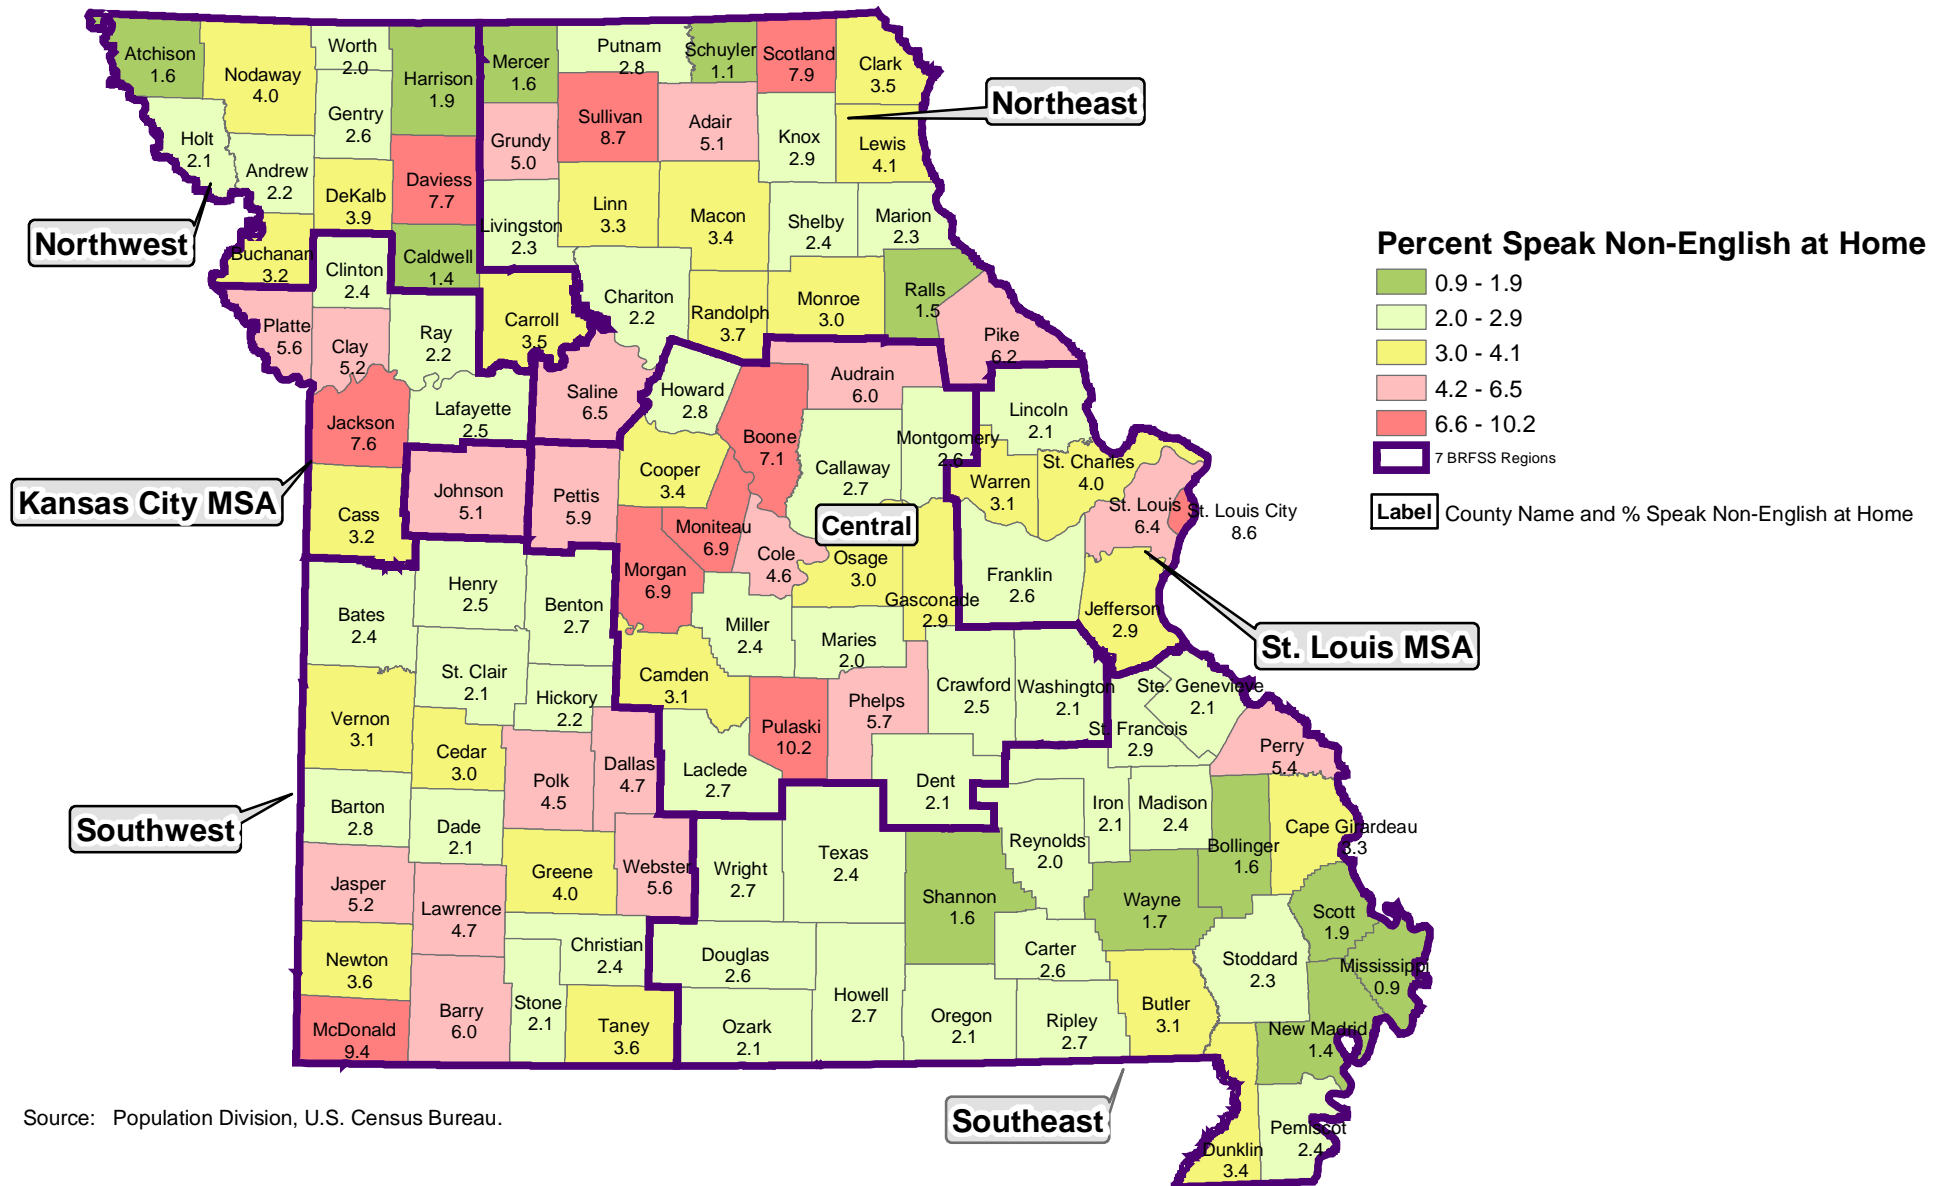 Atchison
1.6
Nodaway
4.0
Worth
2.0
Harrison
1.9
Mercer
1.6
Putnam
2.8
Schuyler
1.1
Scotland
7.9
Clark
3.5
Northeast
Holt
2.1
Gentry
2.6
Andrew
2.2
DeKalb
3.9
Daviess
7.7
Grundy
5.0
Sullivan
8.7
Adair
5.1
Knox
2.9
Lewis
4.1
Northwest
Buchanan
3.2
Clinton
2.4
Caldwell
1.4
Livingston
2.3
Linn
3.3
Macon
3.4
Shelby
2.4
Marion
2.3
Platte
5.6
Clay
5.2
Ray
2.2
Carroll
3.5
Chariton
2.2
Randolph
3.7
Monroe
3.0
Ralls
1.5
Pike
6.2
Percent Speak Non-English at Home
0.9 - 1.9
2.0 - 2.9
3.0 - 4.1
4.2 - 6.5
6.6 - 10.2
7 BRFSS Regions
Label County Name and % Speak Non-English at Home
Jackson
7.6
Lafayette
2.5
Saline
6.5
Howard
2.8
Boone
7.1
Audrain
6.0
Callaway
2.7
Montgomery
2.6
Lincoln
2.1
Warren
3.1
St. Charles
4.0
St. Louis
6.4
St. Louis City
8.6
Kansas City MSA
Cass
3.2
Johnson
5.1
Pettis
5.9
Cooper
3.4
Moniteau
6.9
Central
Cole
4.6
Osage
3.0
Gasconade
2.9
Franklin
2.6
Jefferson
2.9
St. Louis MSA
Bates
2.4
Henry
2.5
Benton
2.7
Morgan
6.9
Miller
2.4
Maries
2.0
Vernon
3.1
St. Clair
2.1
Hickory
2.2
Camden
3.1
Pulaski
10.2
Phelps
5.7
Crawford
2.5
Washington
2.1
Ste. Genevieve
2.1
St. Francois
2.9
Perry
5.4
Southwest
Barton
2.8
Cedar
3.0
Polk
4.5
Dallas
4.7
Laclede
2.7
Dent
2.1
Iron
2.1
Madison
2.4
Bollinger
1.6
Cape Girardeau
3.3
Dade
2.1
Greene
4.0
Webster
5.6
Wright
2.7
Texas
2.4
Shannon
1.6
Reynolds
2.0
Wayne
1.7
Scott
1.9
Jasper
5.2
Lawrence
4.7
Christian
2.4
Douglas
2.6
Howell
2.7
Carter
2.6
Stoddard
2.3
Mississippi
0.9
Newton
3.6
McDonald
9.4
Barry
6.0
Stone
2.1
Taney
3.6
Ozark
2.1
Oregon
2.1
Ripley
2.7
Butler
3.1
New Madrid
1.4
Southeast
Dunklin
3.4
Pemiscot
2.4
Source: Population Division, U.S. Census Bureau.